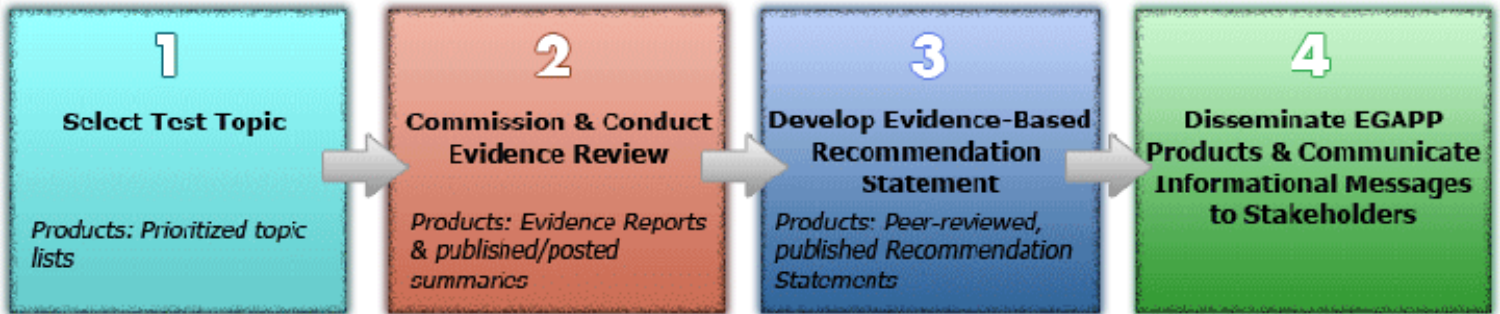 1
Select Test Topic
Products: Prioritized topic
lists
2
Commission & Conduct
Evidence Review
Products: Evidence Reports
& published/posted
summaries
3
Develop Evidence-Based
Recommendation
Statement
Products: Peer-reviewed,
published Recommendation
Statements
4
Disseminate EGAPP
Products & Communicate
Informational Messages
to Stakeholders